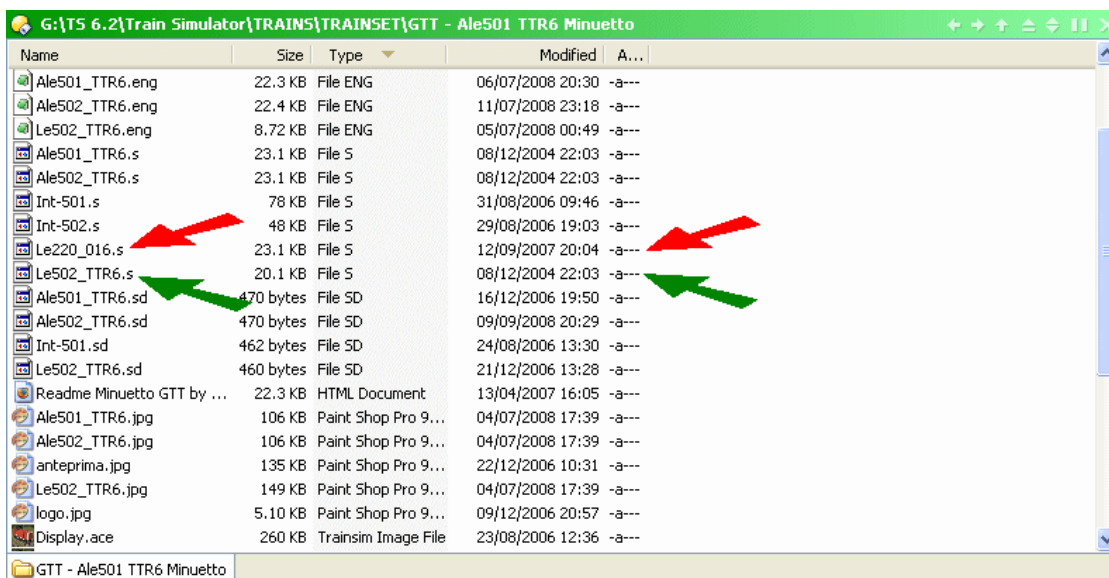 G:\TS 6.2\Train Simulator\TRAINS\TRAINSET\GTT - Ale501 TTR6 Minuetto
Name Size Type Modified A...
Ale501_TTR6.eng 22.3 KB File ENG 06/07/2008 20:30 -a---
Ale502_TTR6.eng 22.4 KB File ENG 11/07/2008 23:18 -a---
Le502_TTR6.eng 8.72 KB File ENG 05/07/2008 00:49 -a---
Ale501_TTR6.s 23.1 KB File S 08/12/2004 22:03 -a---
Ale502_TTR6.s 23.1 KB File S 08/12/2004 22:03 -a---
Int-501.s 78 KB File S 31/08/2006 09:46 -a---
Int-502.s 48 KB File S 29/08/2006 19:03 -a---
Le220_016.s 23.1 KB File S 12/09/2007 20:04 -a---
Le502_TTR6.s 20.1 KB File S 08/12/2004 22:03 -a---
Ale501_TTR6.sd 470 bytes File SD 16/12/2006 19:50 -a---
Ale502_TTR6.sd 470 bytes File SD 09/09/2008 20:29 -a---
Int-501.sd 462 bytes File SD 24/08/2006 13:30 -a---
Le502_TTR6.sd 460 bytes File SD 21/12/2006 13:28 -a---
Readme Minuetto GTT by ... 22.3 KB HTML Document 13/04/2007 16:05 -a---
Ale501_TTR6.jpg 106 KB Paint Shop Pro 9... 04/07/2008 17:39 -a---
Ale502_TTR6.jpg 106 KB Paint Shop Pro 9... 04/07/2008 17:39 -a---
anteprima.jpg 135 KB Paint Shop Pro 9... 22/12/2006 10:31 -a---
Le502_TTR6.jpg 149 KB Paint Shop Pro 9... 04/07/2008 17:39 -a---
logo.jpg 5.10 KB Paint Shop Pro 9... 09/12/2006 20:57 -a---
Display.ace 260 KB Trainsim Image File 23/08/2006 12:36 -a---
GTT - Ale501 TTR6 Minuetto